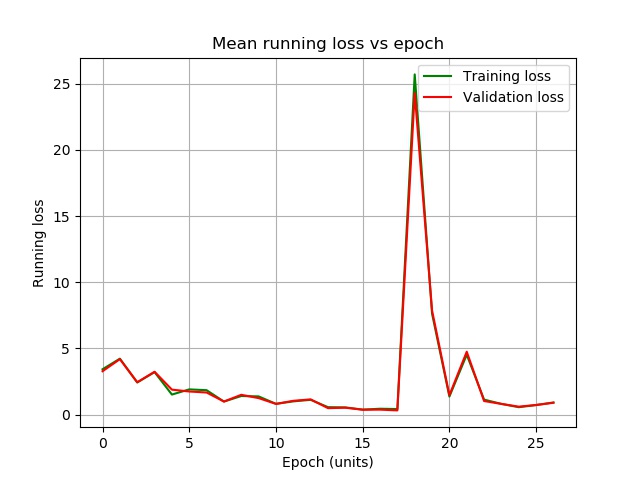 Mean running loss vs epoch
Training loss
Validation loss
25
20
15
10
5
0
Running loss
0 5 10 15 20 25
Epoch (units)